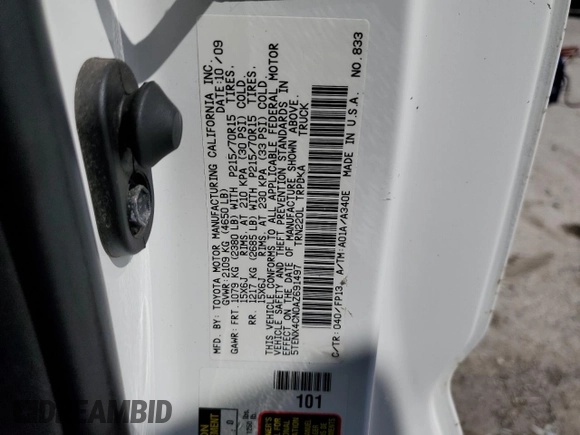 MFD. BY: TOYOTA MOTOR MANUFACTURING CALIFORNIA INC.
GVWR: 2109 KG (4650 LB) DATE: 10/09
GAWR: FRT. 1079 KG (2380 LB) WITH P215/70R15 TIRES.
15X6J RIMS. AT 210 KPA (30 PSI) COLD
RR. 1217 KG (2685 LB) WITH P215/70R15 TIRES.
15X6J RIMS. AT 230 KPA (33 PSI) COLD
THIS VEHICLE CONFORMS TO ALL APPLICABLE FEDERAL MOTOR
VEHICLE SAFETY AND THEFT PREVENTION STANDARDS IN
EFFECT ON THE DATE OF MANUFACTURE SHOWN ABOVE.
5TENX4CNDAZ691497 TRN220L TRPDKA TRUCK
C/TR: 040/FP13 A/TM: A01A/A340E MADE IN U.S.A. NO. 833
101
DREAMBID